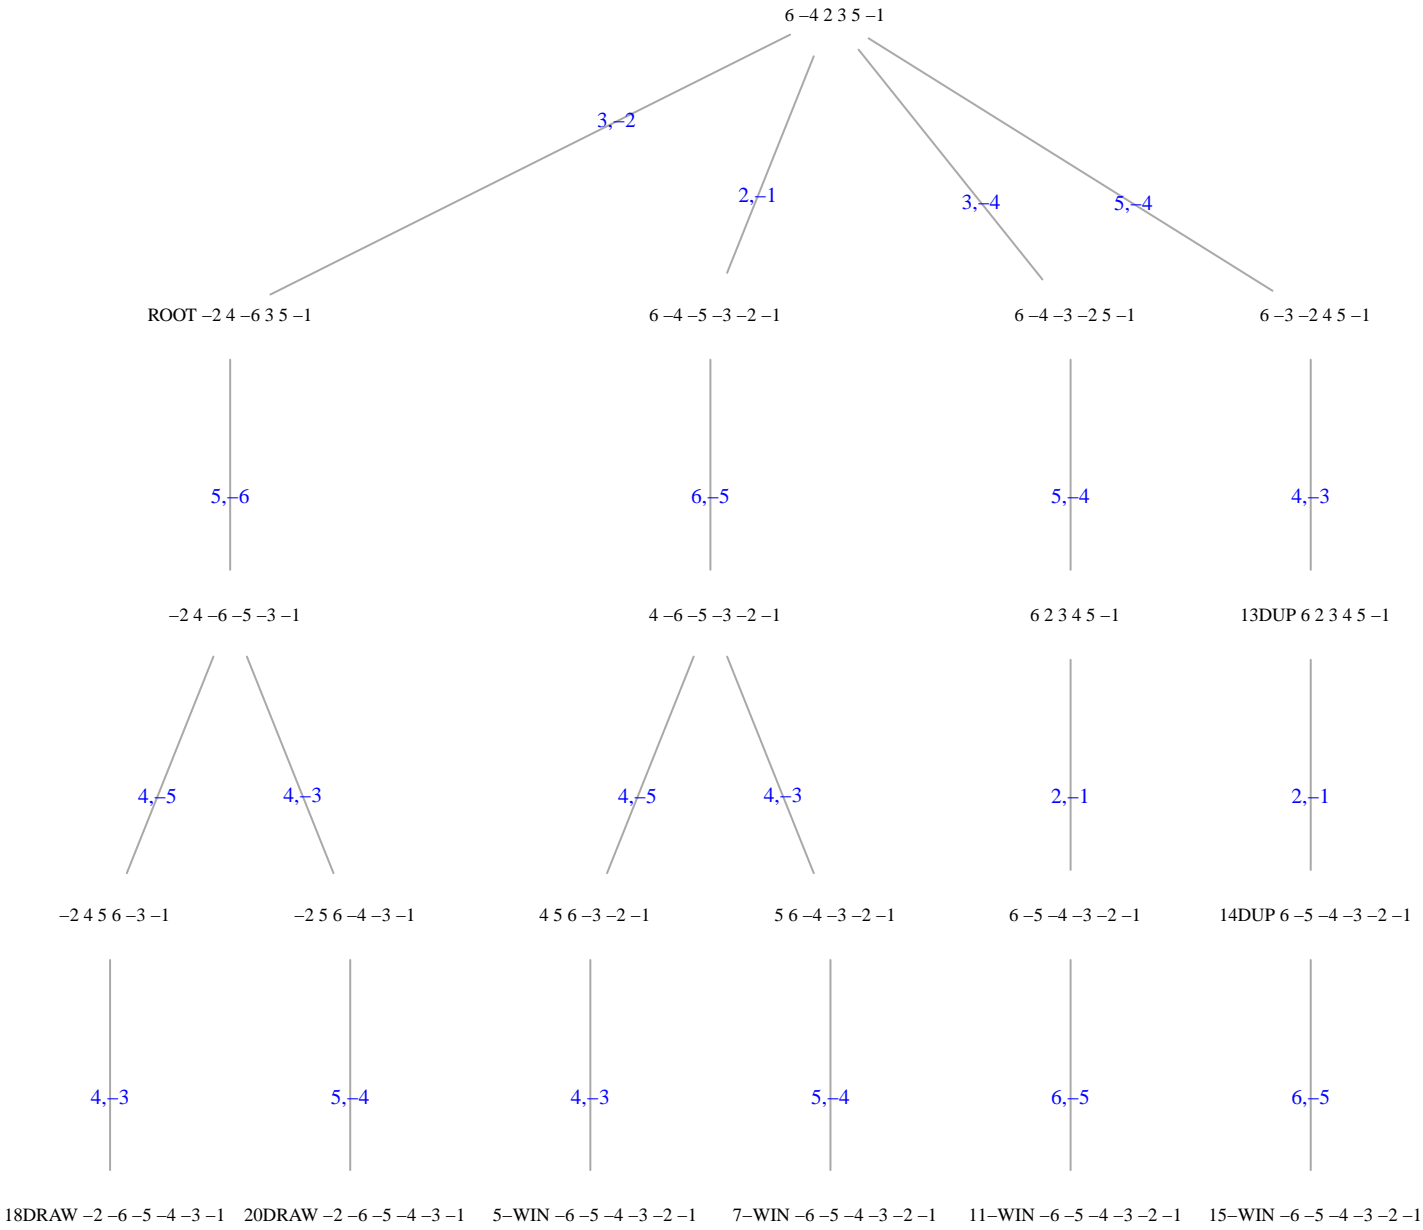 6 –4 2 3 5 –1
3,–2
2,–1
3,–4
5,–4
ROOT –2 4 –6 3 5 –1
6 –4 –5 –3 –2 –1
6 –4 –3 –2 5 –1
6 –3 –2 4 5 –1
5,–6
6,–5
5,–4
4,–3
–2 4 –6 –5 –3 –1
4 –6 –5 –3 –2 –1
6 2 3 4 5 –1
13DUP 6 2 3 4 5 –1
4,–5
4,–3
4,–5
4,–3
2,–1
2,–1
–2 4 5 6 –3 –1
–2 5 6 –4 –3 –1
4 5 6 –3 –2 –1
5 6 –4 –3 –2 –1
6 –5 –4 –3 –2 –1
14DUP 6 –5 –4 –3 –2 –1
4,–3
5,–4
4,–3
5,–4
6,–5
6,–5
18DRAW –2 –6 –5 –4 –3 –1
20DRAW –2 –6 –5 –4 –3 –1
5–WIN –6 –5 –4 –3 –2 –1
7–WIN –6 –5 –4 –3 –2 –1
11–WIN –6 –5 –4 –3 –2 –1
15–WIN –6 –5 –4 –3 –2 –1